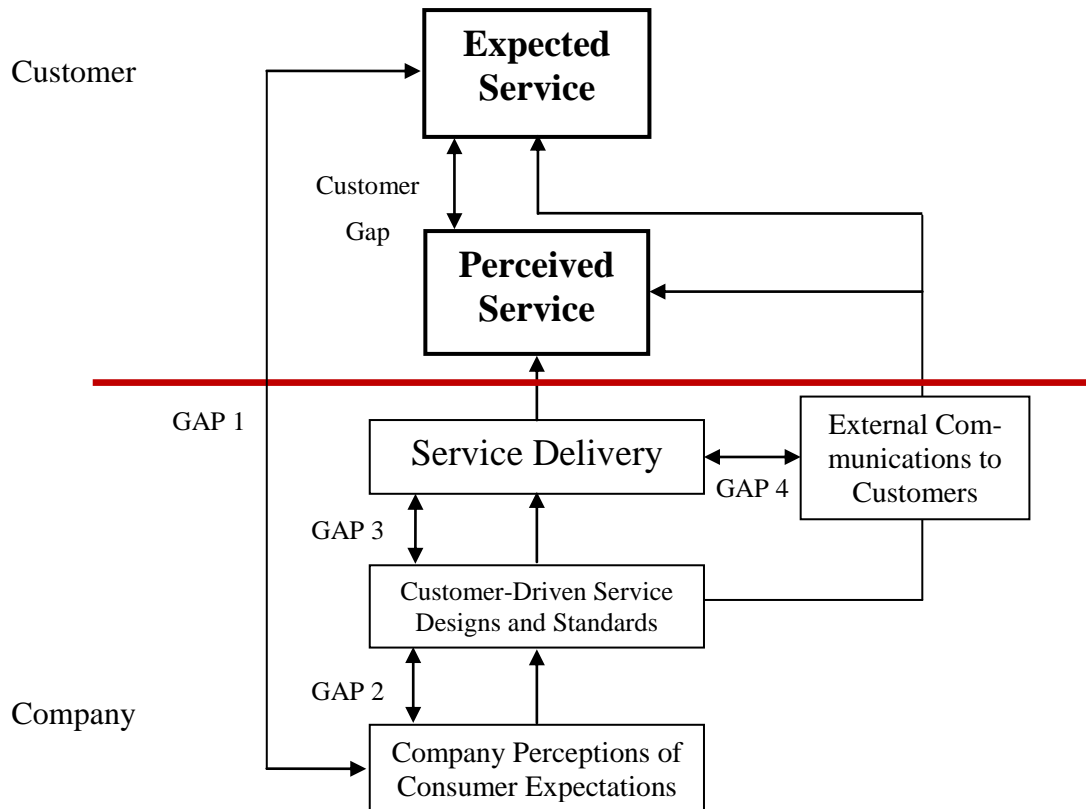 Customer
Expected
Service
Customer
Gap
Perceived
Service
GAP 1
Service Delivery
GAP 4
External Com-
munications to
Customers
GAP 3
Customer-Driven Service
Designs and Standards
GAP 2
Company
Company Perceptions of
Consumer Expectations